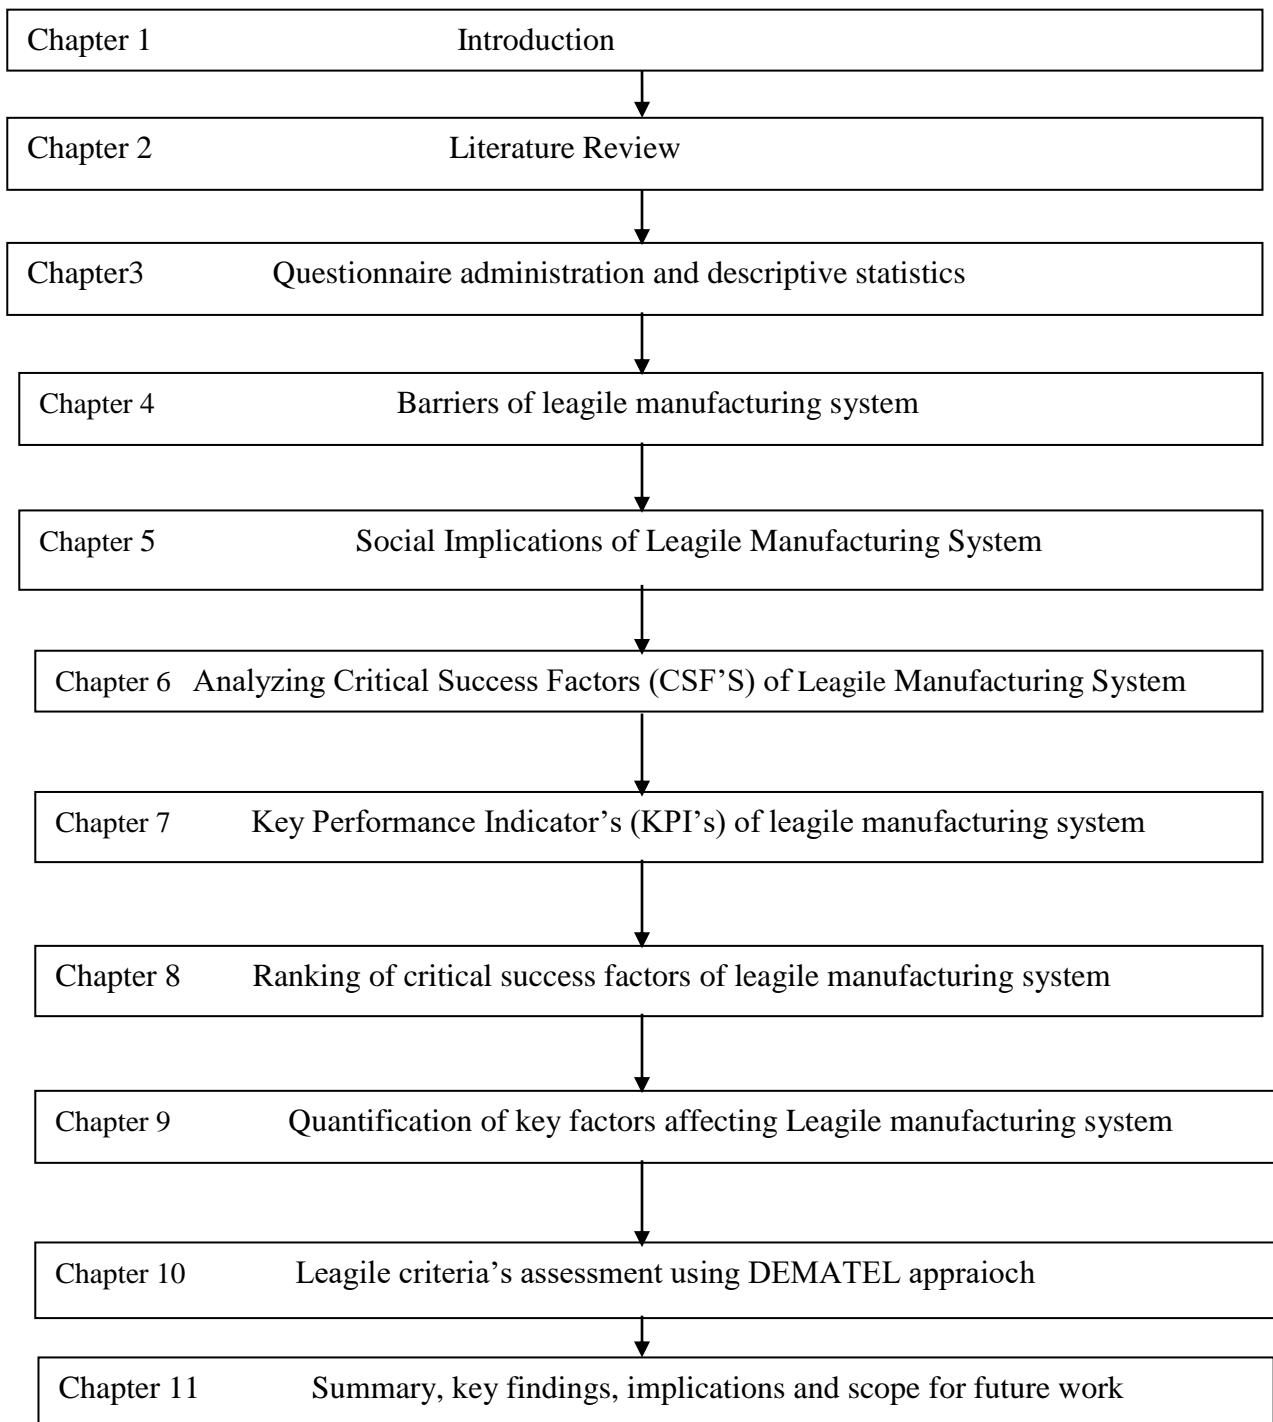 Chapter 1 Introduction
Chapter 2 Literature Review
Chapter3 Questionnaire administration and descriptive statistics
Chapter 4 Barriers of leagile manufacturing system
Chapter 5 Social Implications of Leagile Manufacturing System
Chapter 6 Analyzing Critical Success Factors (CSF’S) of Leagile Manufacturing System
Chapter 7 Key Performance Indicator’s (KPI’s) of leagile manufacturing system
Chapter 8 Ranking of critical success factors of leagile manufacturing system
Chapter 9 Quantification of key factors affecting Leagile manufacturing system
Chapter 10 Leagile criteria’s assessment using DEMATEL appraioch
Chapter 11 Summary, key findings, implications and scope for future work